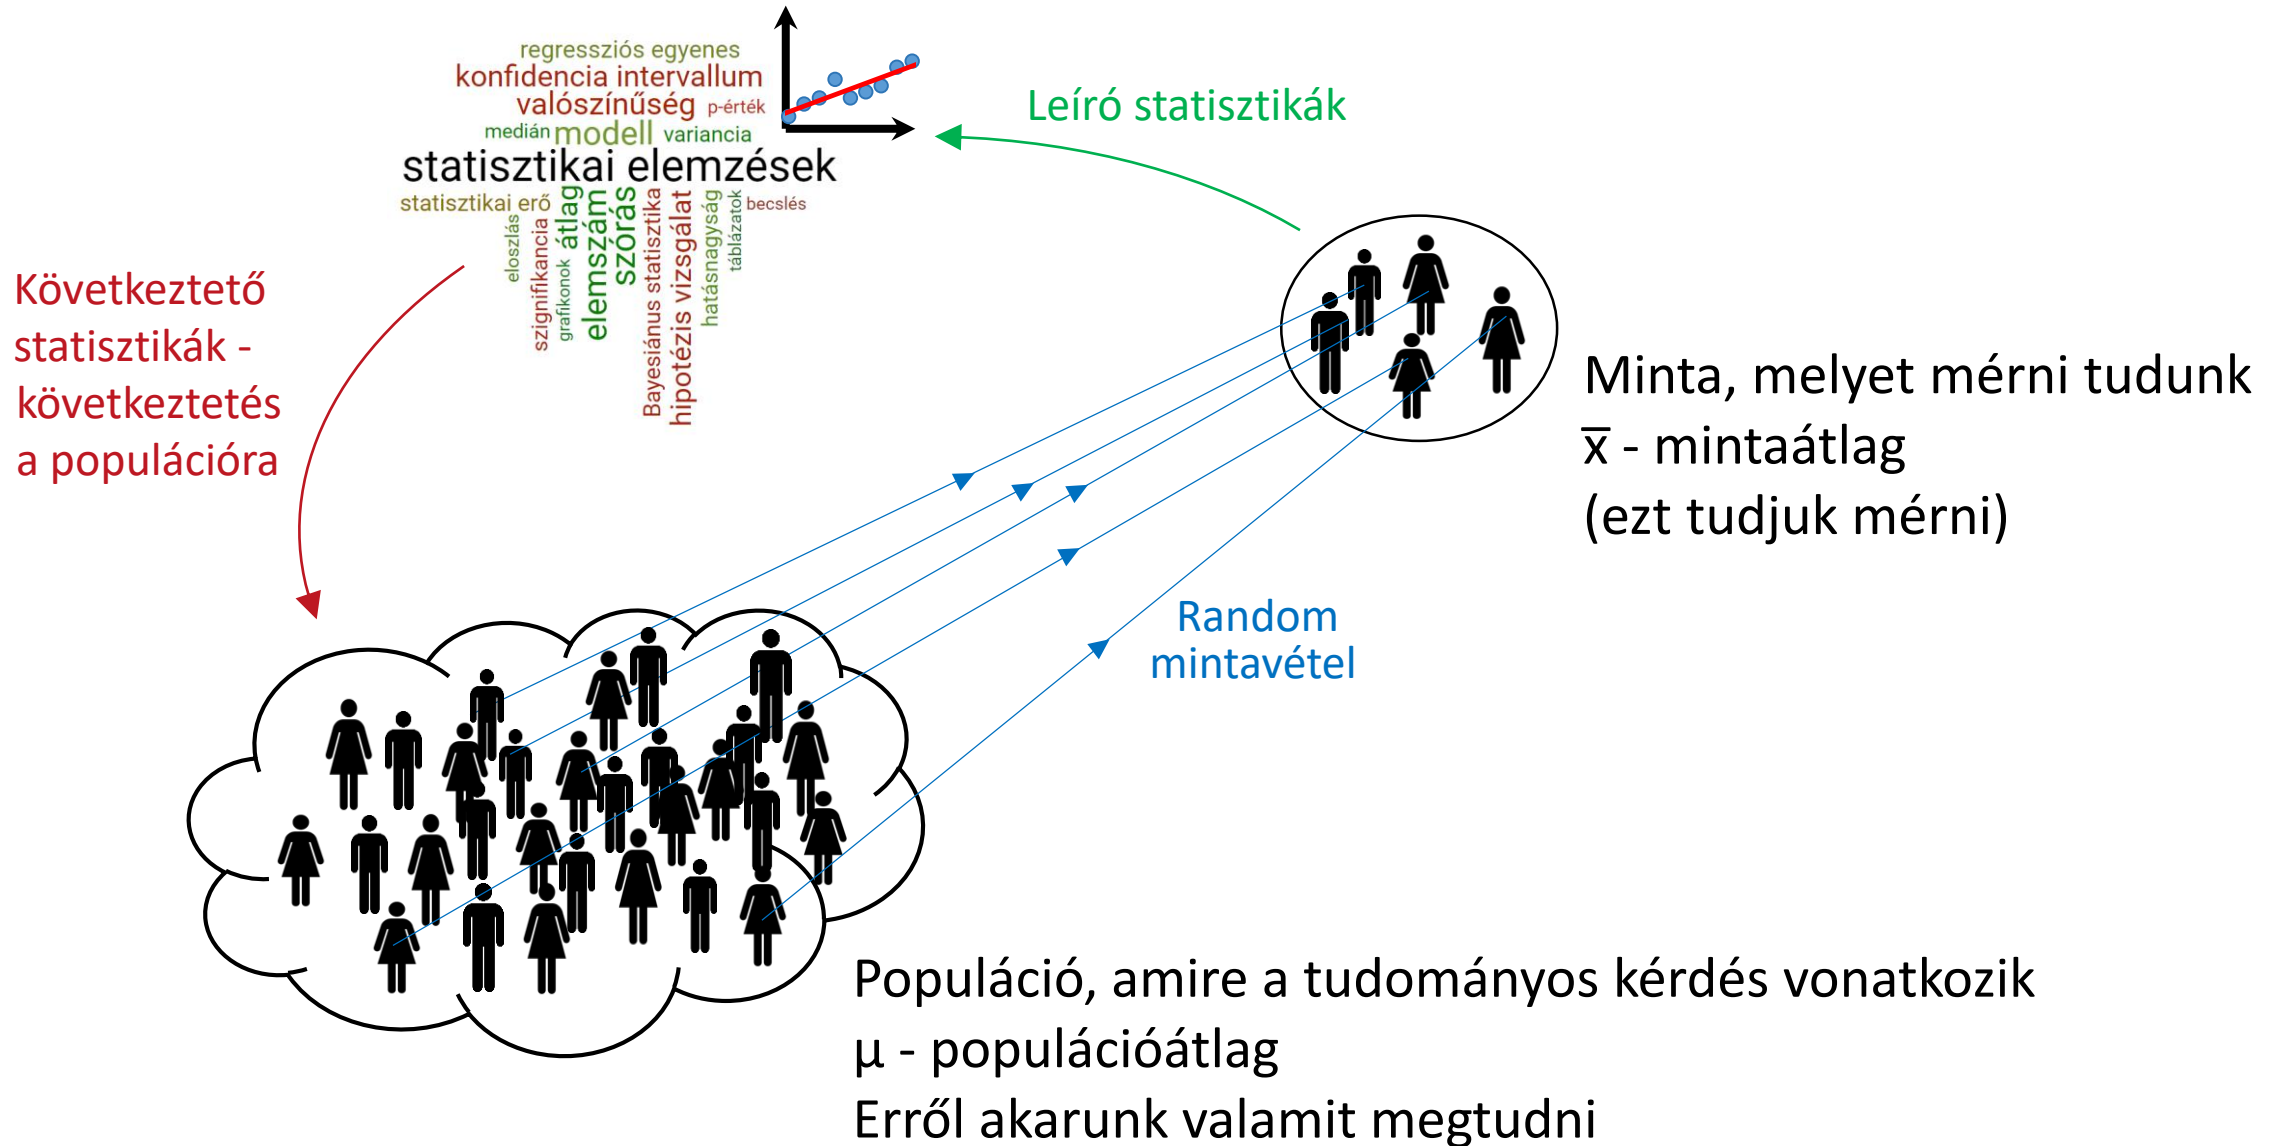 regressziós egyenes
konfidencia intervallum
valószínűség p-érték
medián modell variancia
statisztikai elemzések
statisztikai erő
becslés
eloszlás
szignifikancia
grafikonok
átlag
elemszám
szórás
Bayesiánus statisztika
hipotézis vizsgálat
hatásnagyság
táblázatok
Leíró statisztikák
Következtető
statisztikák -
következtetés
a populációra
Minta, melyet mérni tudunk
x̅ - mintaátlag
(ezt tudjuk mérni)
Random
mintavétel
Populáció, amire a tudományos kérdés vonatkozik
μ - populációátlag
Erről akarunk valamit megtudni